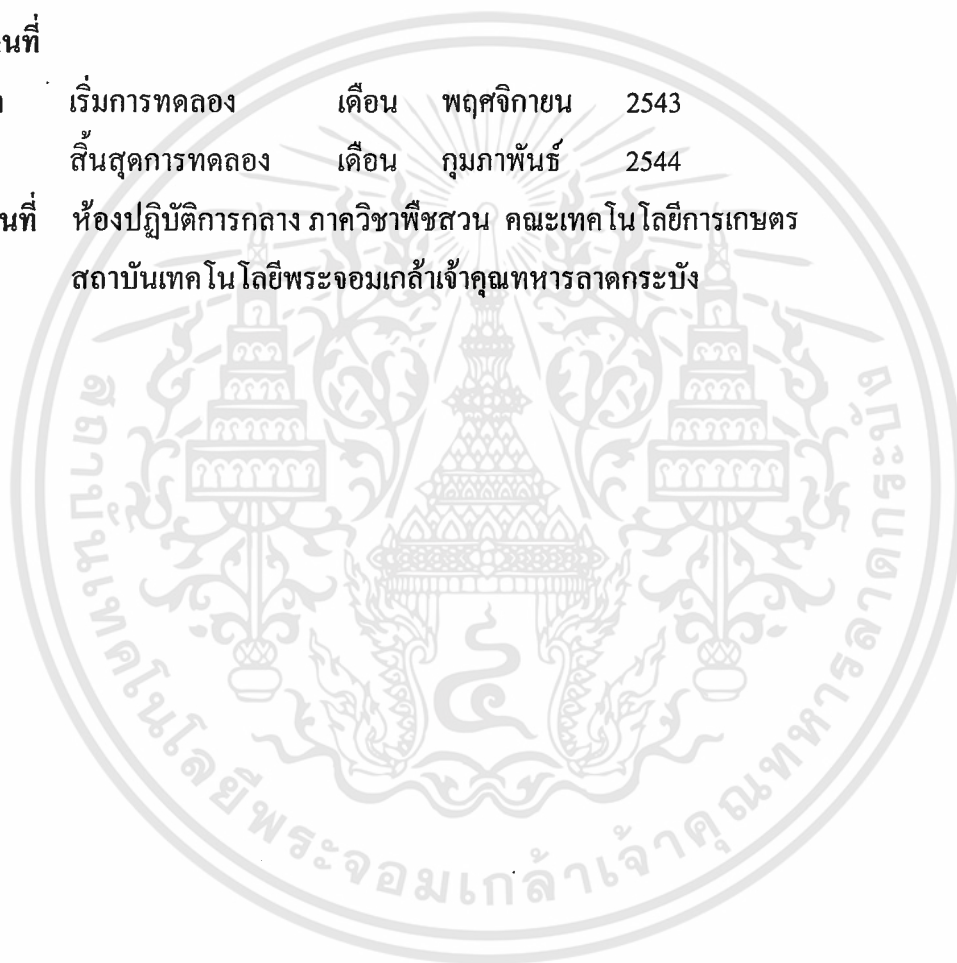 นที่
เริ่มการทดลอง เดือน พฤศจิกายน 2543
สิ้นสุดการทดลอง เดือน กุมภาพันธ์ 2544
นที่ ห้องปฏิบัติการกลาง ภาควิชาพืชสวน คณะเทคโนโลยีการเกษตร
สถาบันเทคโนโลยีพระจอมเกล้าเจ้าคุณทหารลาดกระบัง
สถาบันเทคโนโลยีพระจอมเกล้าเจ้าคุณทหารลาดกระบัง